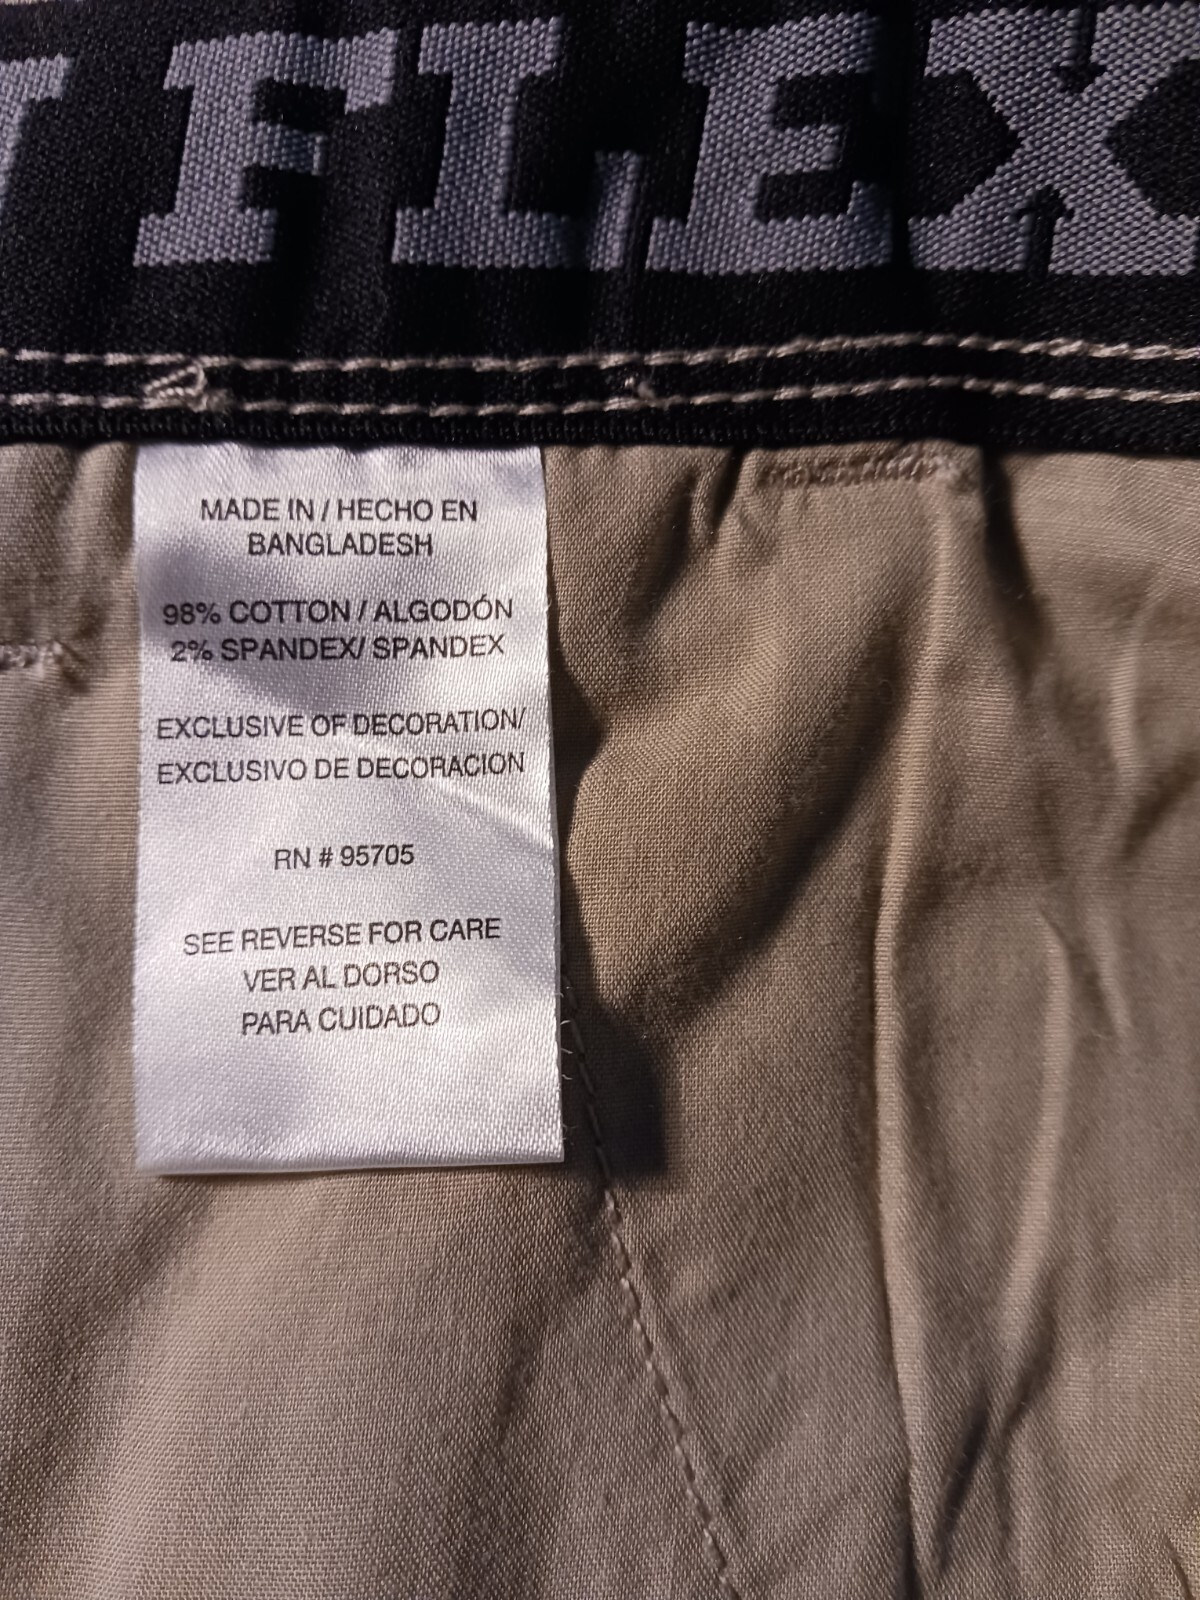 FLEX
MADE IN / HECHO EN
BANGLADESH
98% COTTON / ALGODÓN
2% SPANDEX/ SPANDEX
EXCLUSIVE OF DECORATION/
EXCLUSIVO DE DECORACION
RN # 95705
SEE REVERSE FOR CARE
VER AL DORSO
PARA CUIDADO